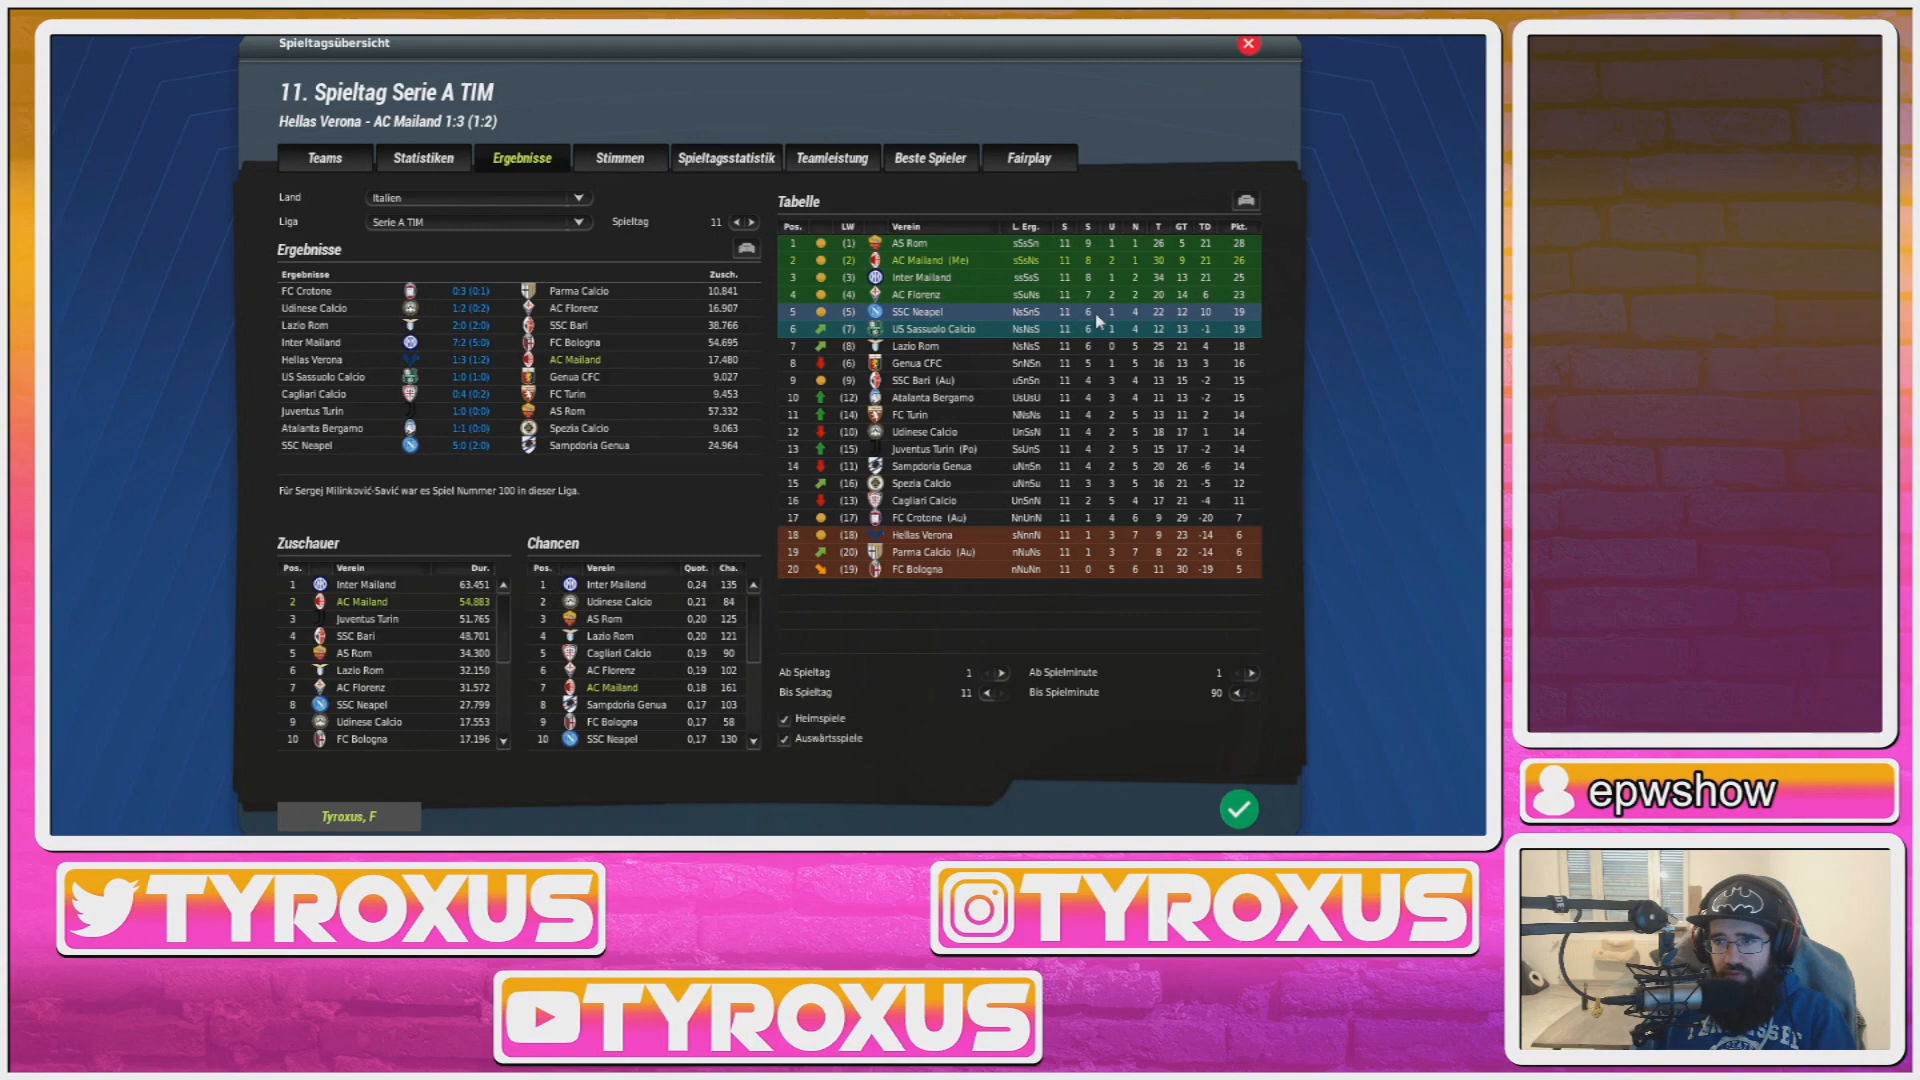 Spieltagsübersicht
11. Spieltag Serie A TIM
Hellas Verona - AC Mailand 1:3 (1:2)
Teams Statistiken Ergebnisse Stimmen Spieltagsstatistik Teamleistung Beste Spieler Fairplay
Land Italien
Liga Serie A TIM Spieltag 11
Ergebnisse
Ergebnisse Zusch.
FC Crotone 0:3 (0:1) Parma Calcio 10.841
Udinese Calcio 1:2 (0:2) AC Florenz 16.907
Lazio Rom 2:0 (2:0) SSC Bari 38.766
Inter Mailand 7:2 (5:0) FC Bologna 54.695
Hellas Verona 1:3 (1:2) AC Mailand 17.480
US Sassuolo Calcio 1:0 (1:0) Genua CFC 9.027
Cagliari Calcio 0:4 (0:2) FC Turin 9.453
Juventus Turin 1:0 (0:0) AS Rom 57.332
Atalanta Bergamo 1:1 (0:0) Spezia Calcio 9.063
SSC Neapel 5:0 (2:0) Sampdoria Genua 24.964
Für Sergej Milinković-Savić war es Spiel Nummer 100 in dieser Liga.
Zuschauer
Pos. Verein Dur.
1 Inter Mailand 63.451
2 AC Mailand 54.883
3 Juventus Turin 51.765
4 SSC Bari 48.701
5 AS Rom 34.300
6 Lazio Rom 32.150
7 AC Florenz 31.572
8 SSC Neapel 27.799
9 Udinese Calcio 17.553
10 FC Bologna 17.196
Chancen
Pos. Verein Quot. Cha.
1 Inter Mailand 0,24 135
2 Udinese Calcio 0,21 84
3 AS Rom 0,20 125
4 Lazio Rom 0,20 121
5 Cagliari Calcio 0,19 90
6 AC Florenz 0,19 102
7 AC Mailand 0,18 161
8 Sampdoria Genua 0,17 103
9 FC Bologna 0,17 58
10 SSC Neapel 0,17 130
Tabelle
Pos. LW Verein L. Erg. S S U N T GT TD Pkt.
1 (1) AS Rom sSsSn 11 9 1 1 26 5 21 28
2 (2) AC Mailand (Me) sSsNs 11 8 2 1 30 9 21 26
3 (3) Inter Mailand ssSsS 11 8 1 2 34 13 21 25
4 (4) AC Florenz sSuNs 11 7 2 2 20 14 6 23
5 (5) SSC Neapel NsSnS 11 6 1 4 22 12 10 19
6 (7) US Sassuolo Calcio NsNsS 11 6 1 4 12 13 -1 19
7 (8) Lazio Rom NsNsS 11 6 0 5 25 21 4 18
8 (6) Genua CFC SnNSn 11 5 1 5 16 13 3 16
9 (9) SSC Bari (Au) uSnSn 11 4 3 4 13 15 -2 15
10 (12) Atalanta Bergamo UsUsU 11 4 3 4 11 13 -2 15
11 (14) FC Turin NNsNs 11 4 2 5 13 11 2 14
12 (10) Udinese Calcio UnSsN 11 4 2 5 18 17 1 14
13 (15) Juventus Turin (Po) SsUnS 11 4 2 5 15 17 -2 14
14 (11) Sampdoria Genua uNnSn 11 4 2 5 20 26 -6 14
15 (16) Spezia Calcio uNnSu 11 3 3 5 16 21 -5 12
16 (13) Cagliari Calcio UnSnN 11 2 5 4 17 21 -4 11
17 (17) FC Crotone (Au) NnUnN 11 1 4 6 9 29 -20 7
18 (18) Hellas Verona sNnnN 11 1 3 7 9 23 -14 6
19 (20) Parma Calcio (Au) nNuNs 11 1 3 7 8 22 -14 6
20 (19) FC Bologna nNuNn 11 0 5 6 11 30 -19 5
Ab Spieltag 1 Ab Spielminute 1
Bis Spieltag 11 Bis Spielminute 90
Heimspiele
Auswärtsspiele
Tyroxus, F
epwshow
TYROXUS
TYROXUS
TYROXUS